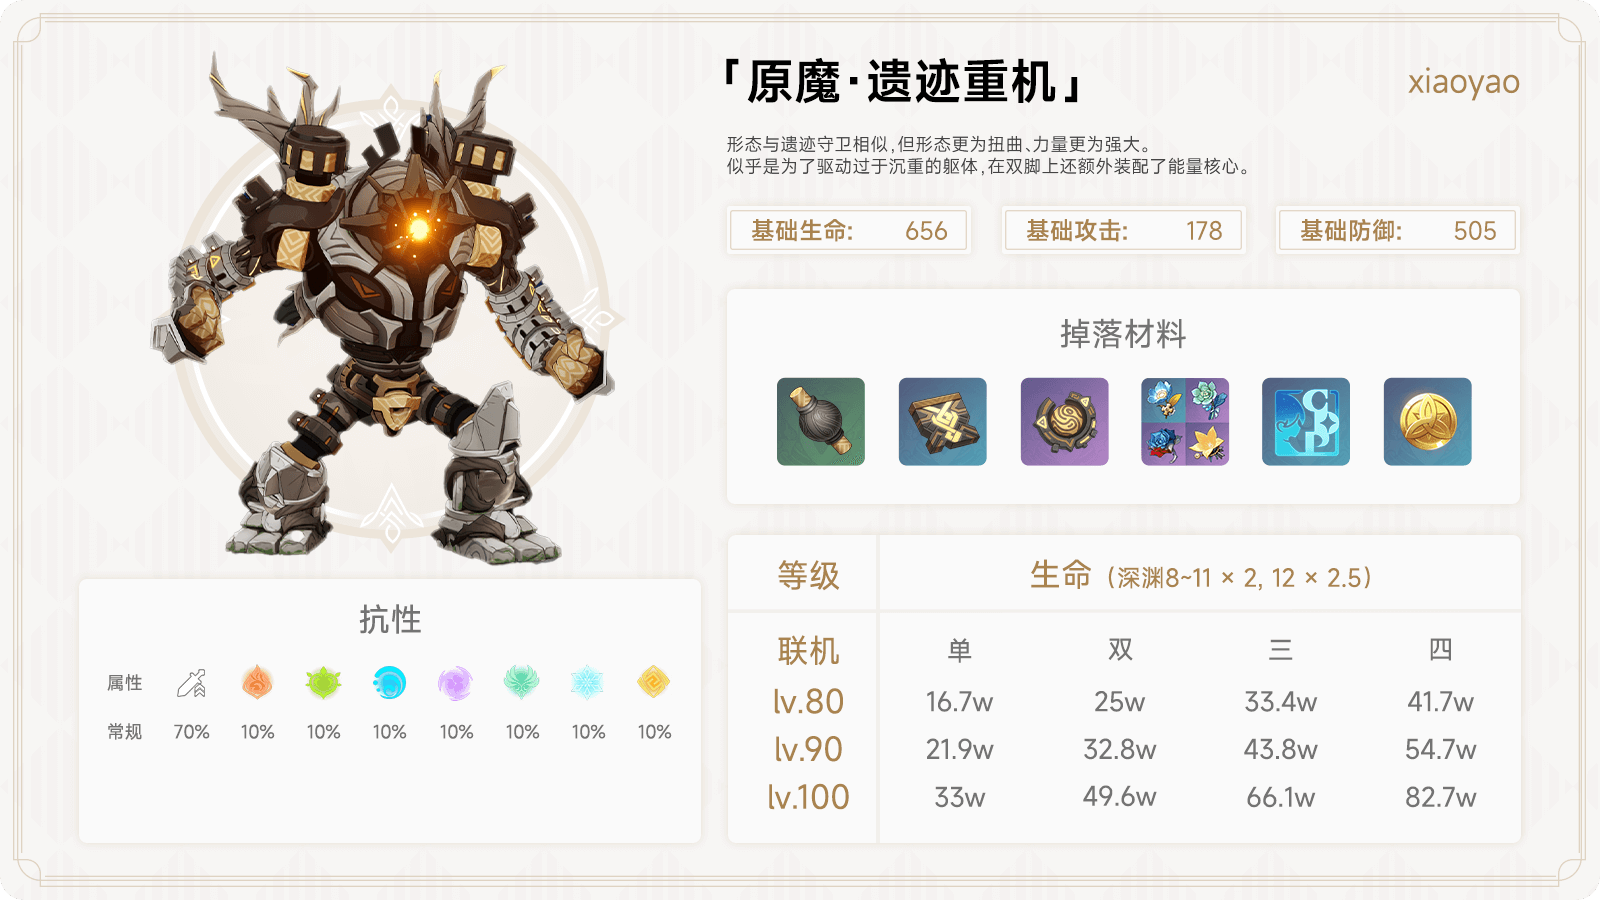 「原魔·遗迹重机」
xiaoyao
形态与遗迹守卫相似,但形态更为扭曲、力量更为强大。
似乎是为了驱动过于沉重的躯体,在双脚上还额外装配了能量核心。
基础生命: 656
基础攻击: 178
基础防御: 505
掉落材料
抗性
属性
常规 70% 10% 10% 10% 10% 10% 10% 10%
等级 生命 (深渊8~11 × 2, 12 × 2.5)
联机 单 双 三 四
lv.80 16.7w 25w 33.4w 41.7w
lv.90 21.9w 32.8w 43.8w 54.7w
lv.100 33w 49.6w 66.1w 82.7w